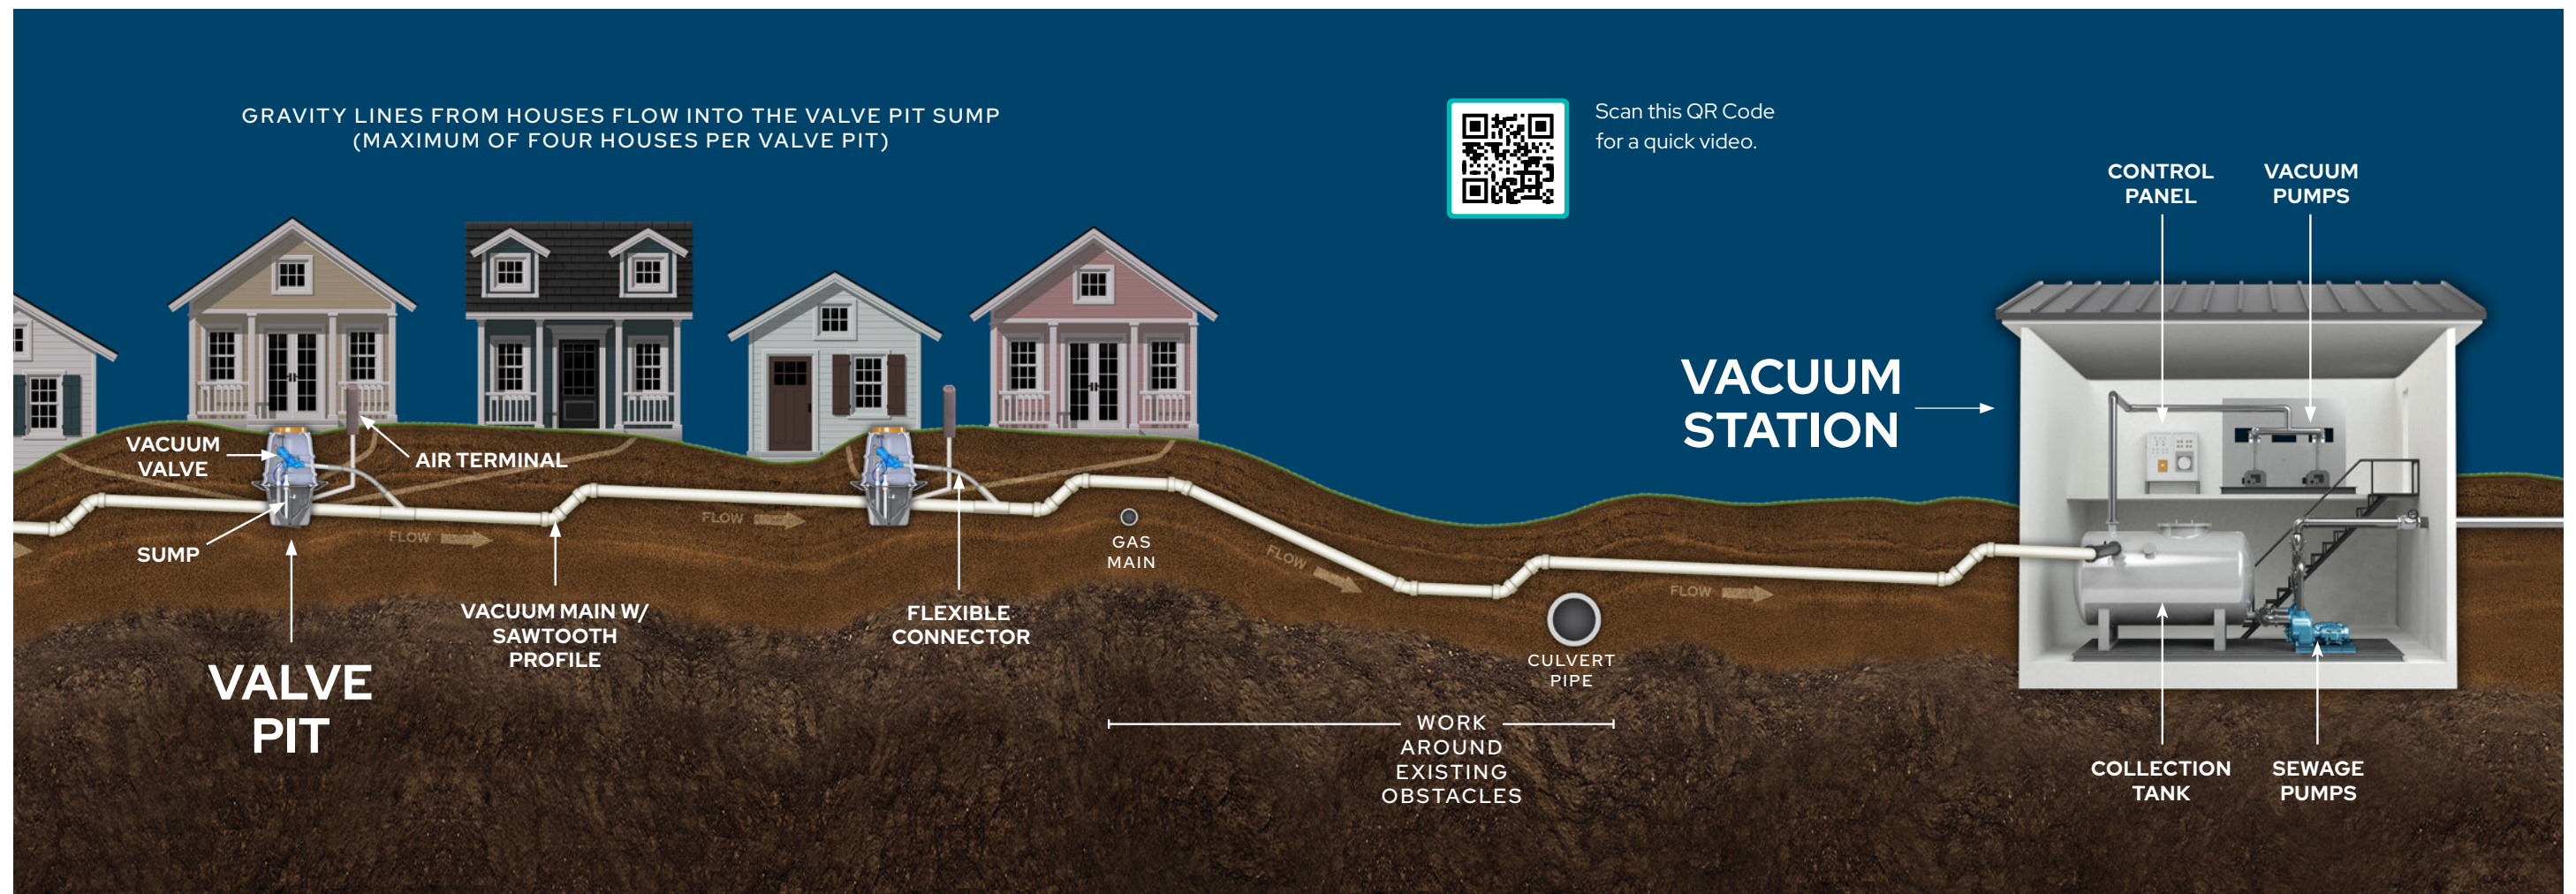 GRAVITY LINES FROM HOUSES FLOW INTO THE VALVE PIT SUMP
(MAXIMUM OF FOUR HOUSES PER VALVE PIT)
Scan this QR Code
for a quick video.
CONTROL
PANEL
VACUUM
PUMPS
VACUUM
STATION
VACUUM
VALVE
AIR TERMINAL
SUMP
FLOW
FLOW
GAS
MAIN
FLOW
FLOW
VACUUM MAIN W/
SAWTOOTH
PROFILE
FLEXIBLE
CONNECTOR
VALVE
PIT
CULVERT
PIPE
WORK
AROUND
EXISTING
OBSTACLES
COLLECTION
TANK
SEWAGE
PUMPS